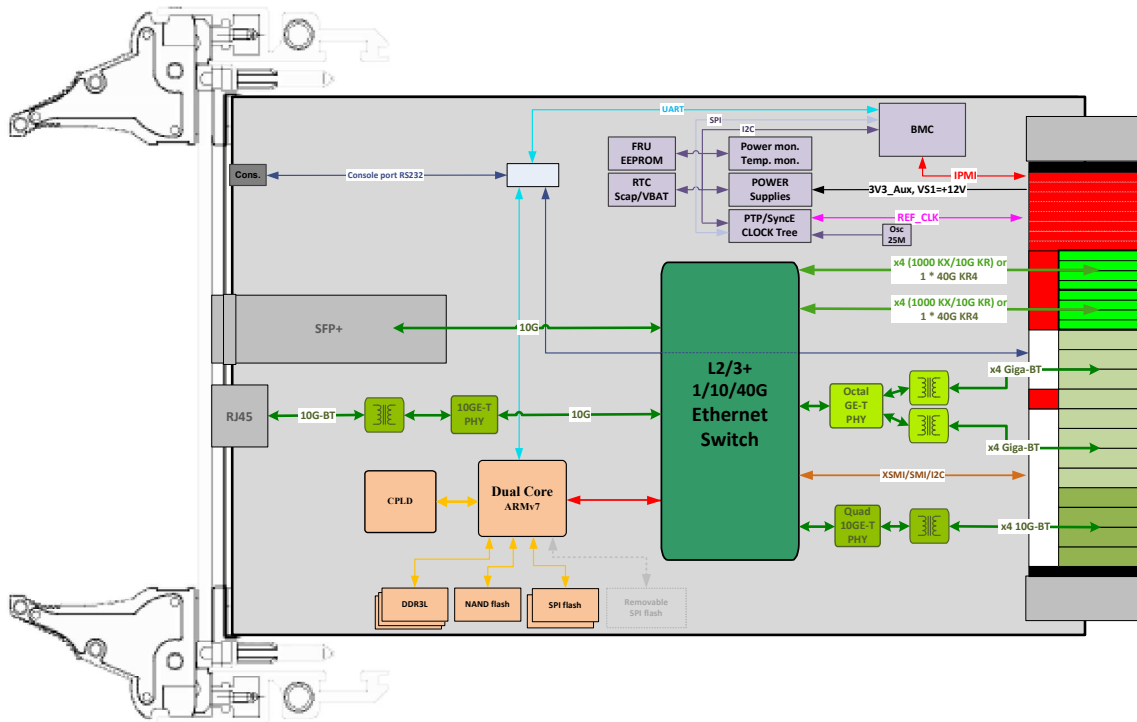 UART
SPI
I2C
BMC
FRU
EEPROM
Power mon.
Temp. mon.
Cons.
Console port RS232
RTC
Scap/VBAT
POWER
Supplies
IPMI
3V3_Aux, VS1=+12V
PTP/SyncE
CLOCK Tree
REF_CLK
Osc
25M
x4 (1000 KX/10G KR) or
1 * 40G KR4
x4 (1000 KX/10G KR) or
1 * 40G KR4
SFP+
10G
L2/3+
1/10/40G
Ethernet
Switch
x4 Giga-BT
Octal
GE-T
PHY
RJ45
10G-BT
10GE-T
PHY
10G
x4 Giga-BT
XSMI/SMI/I2C
CPLD
Dual Core
ARMv7
Quad
10GE-T
PHY
x4 10G-BT
DDR3L
NAND flash
SPI flash
Removable
SPI flash